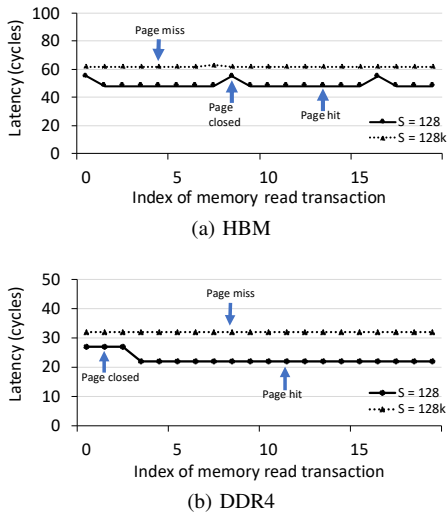 100
80
60
40
20
0
Latency (cycles)
Page miss
Page
closed
Page hit
S = 128
S = 128k
0 5 10 15
Index of memory read transaction
(a) HBM
50
40
30
20
10
0
Latency (cycles)
Page miss
Page closed
Page hit
S = 128
S = 128k
0 5 10 15
Index of memory read transaction
(b) DDR4